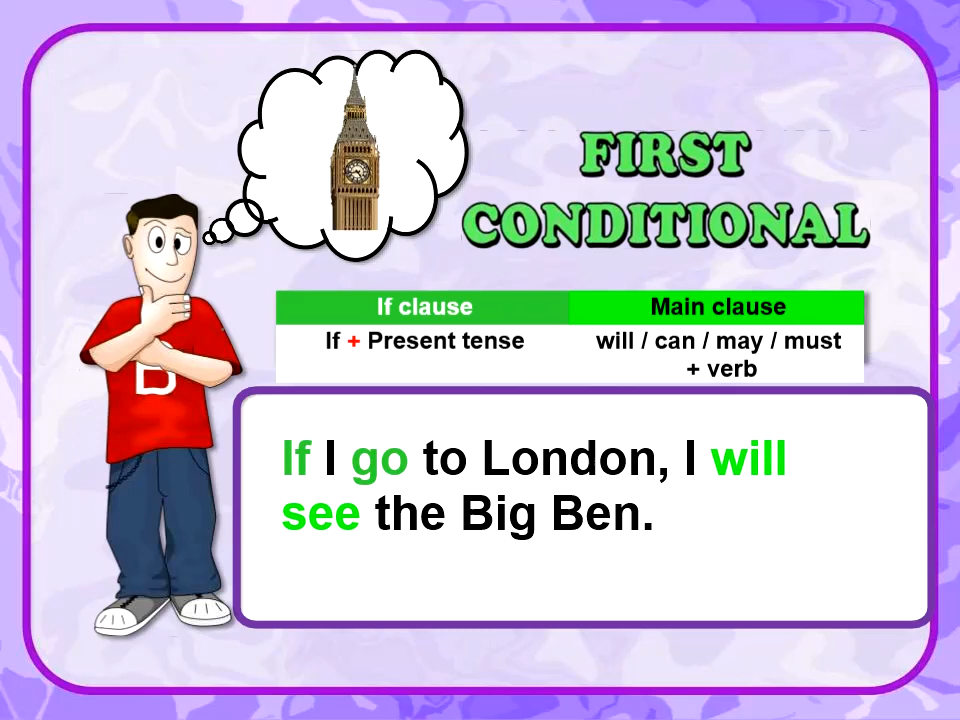 FIRST
CONDITIONAL
If clause Main clause
If + Present tense will / can / may / must
+ verb
B
If I go to London, I will
see the Big Ben.